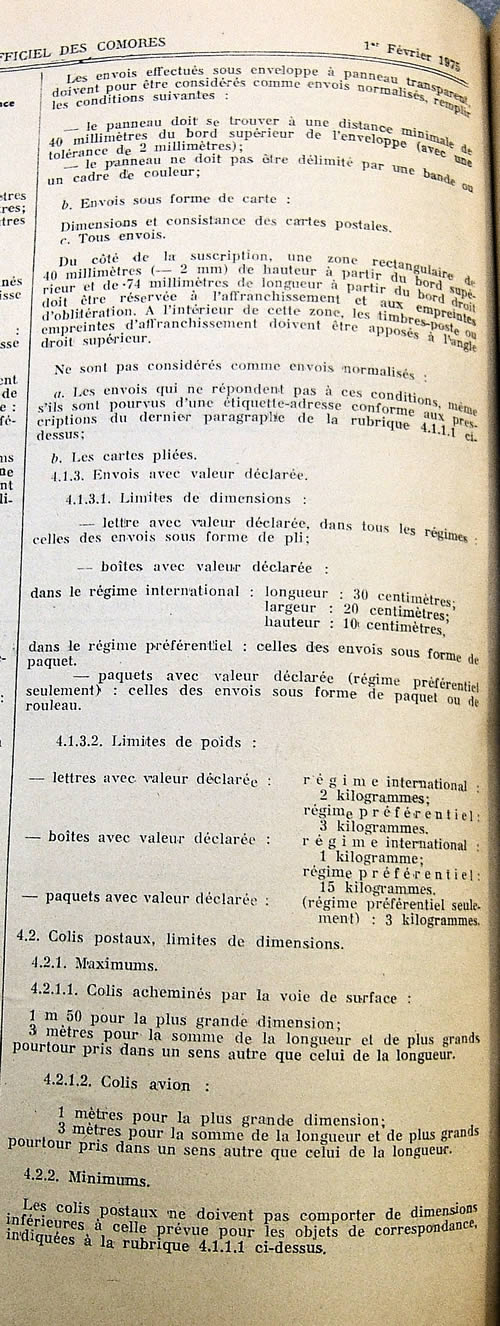 FFICIEL DES COMORES
1er Février 1975
Les envois effectués sous enveloppe à panneau transparent,
doivent pour être considérés comme envois normalisés, remplir
les conditions suivantes :
— le panneau doit se trouver à une distance minimale de
40 millimètres du bord supérieur de l'enveloppe (avec une
tolérance de 2 millimètres);
— le panneau ne doit pas être délimité par une bande ou
un cadre de couleur;
b. Envois sous forme de carte :
Dimensions et consistance des cartes postales.
c. Tous envois.
Du côté de la suscription, une zone rectangulaire de
40 millimètres (— 2 mm) de hauteur à partir du bord supé-
rieur et de 74 millimètres de longueur à partir du bord droit
doit être réservée à l'affranchissement et aux empreintes
d'oblitération. A l'intérieur de cette zone, les timbres-poste ou
empreintes d'affranchissement doivent être apposés à l'angle
droit supérieur.
Ne sont pas considérés comme envois normalisés :
a. Les envois qui ne répondent pas à ces conditions, même
s'ils sont pourvus d'une étiquette-adresse conforme aux pres-
criptions du dernier paragraphe de la rubrique 4.1.1.1 ci-
dessus;
b. Les cartes pliées.
4.1.3. Envois avec valeur déclarée.
4.1.3.1. Limites de dimensions :
— lettre avec valeur déclarée, dans tous les régimes :
celles des envois sous forme de pli;
— boîtes avec valeur déclarée :
dans le régime international : longueur : 30 centimètres;
largeur : 20 centimètres;
hauteur : 10 centimètres,
dans le régime préférentiel : celles des envois sous forme de
paquet.
— paquets avec valeur déclarée (régime préférentiel
seulement) : celles des envois sous forme de paquet ou de
rouleau.
4.1.3.2. Limites de poids :
— lettres avec valeur déclarée : régime international :
2 kilogrammes;
régime préférentiel :
3 kilogrammes.
— boîtes avec valeur déclarée : régime international :
1 kilogramme;
régime préférentiel :
15 kilogrammes.
— paquets avec valeur déclarée : (régime préférentiel seule-
ment) : 3 kilogrammes.
4.2. Colis postaux, limites de dimensions.
4.2.1. Maximums.
4.2.1.1. Colis acheminés par la voie de surface :
1 m 50 pour la plus grande dimension;
3 mètres pour la somme de la longueur et de plus grands
pourtour pris dans un sens autre que celui de la longueur.
4.2.1.2. Colis avion :
1 mètres pour la plus grande dimension;
3 mètres pour la somme de la longueur et de plus grands
pourtour pris dans un sens autre que celui de la longueur.
4.2.2. Minimums.
Les colis postaux ne doivent pas comporter de dimensions
inférieures à celle prévue pour les objets de correspondance,
indiquées à la rubrique 4.1.1.1 ci-dessus.